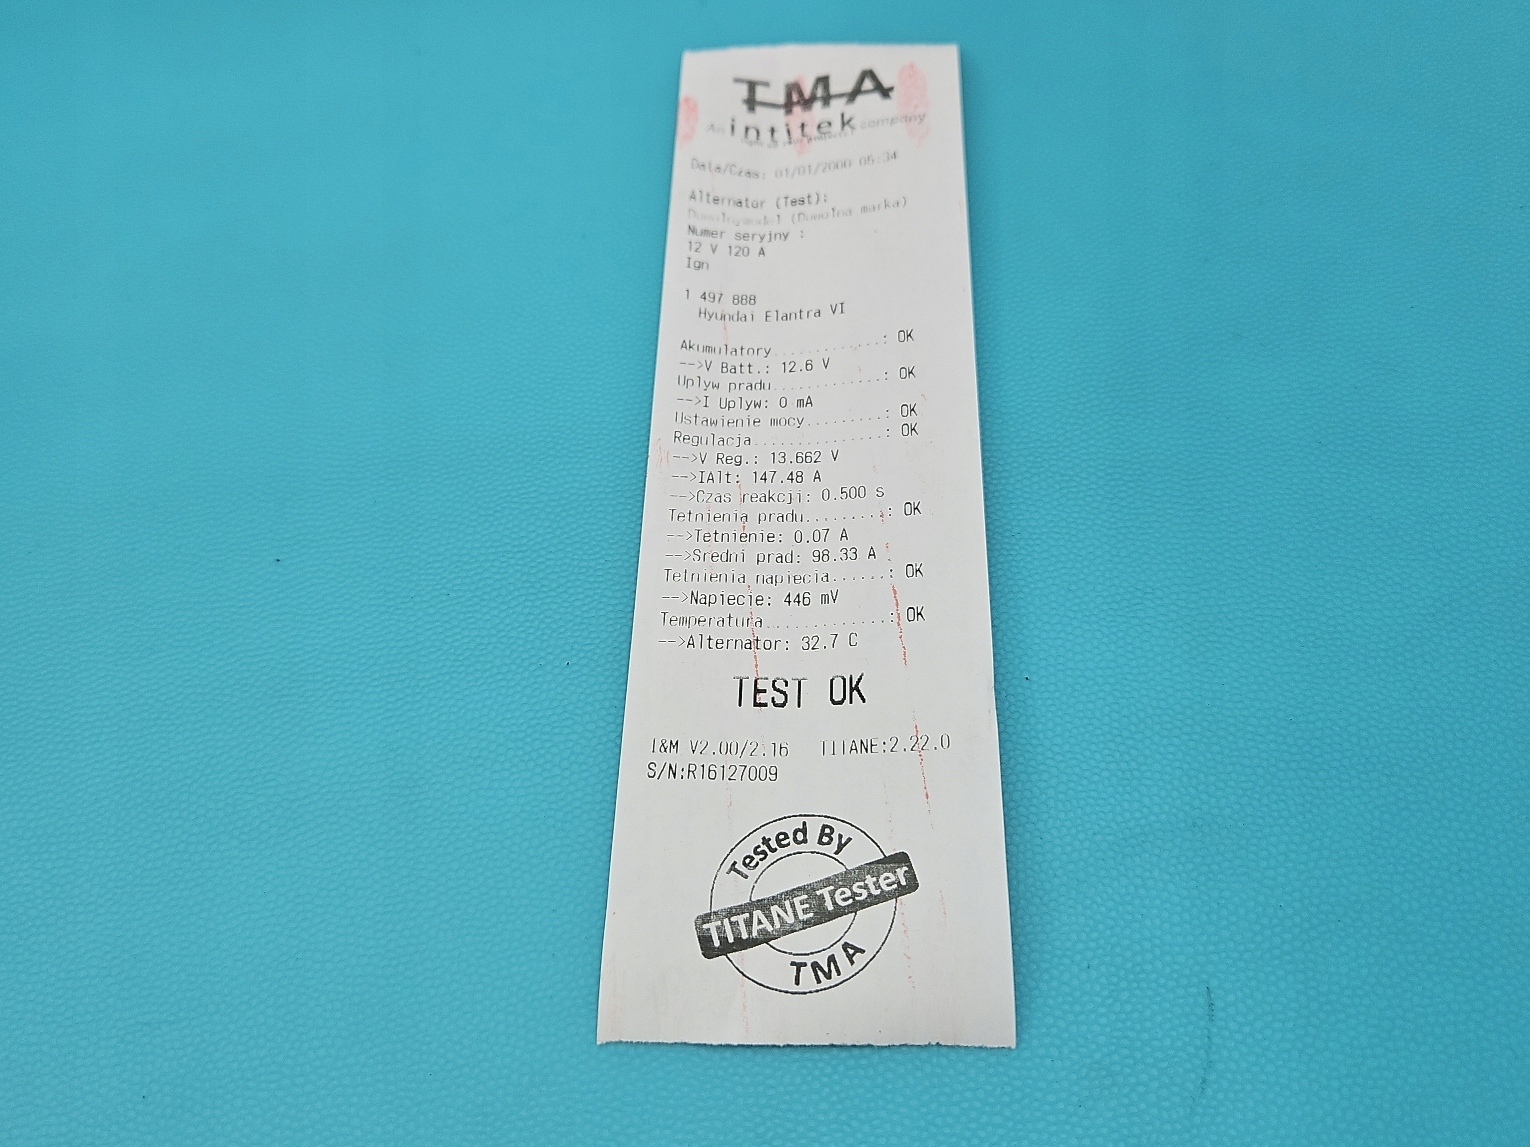 TMA
An intitek company
Data/Czas: 01/01/2000 05:34
Alternator (Test):
(Dowolna marka)
Numer seryjny :
12 V 120 A
Ign
1 497 888
Hyundai Elantra VI
Akumulatory.............: OK
-->V Batt.: 12.6 V
Uplyw pradu.............: OK
-->I Uplyw: 0 mA
Ustawienie mocy.........: OK
Regulacja...............: OK
-->V Reg.: 13.662 V
-->IAlt: 147.48 A
-->Czas reakcji: 0.500 s
Tetnienia pradu.........: OK
-->Tetnienie: 0.07 A
-->Sredni prad: 98.33 A
Tetnienia napiecia......: OK
-->Napiecie: 446 mV
Temperatura.............: OK
-->Alternator: 32.7 C
TEST OK
I&M V2.00/2.16 TITANE:2.22.0
S/N:R16127009
Tested By
TITANE Tester
TMA